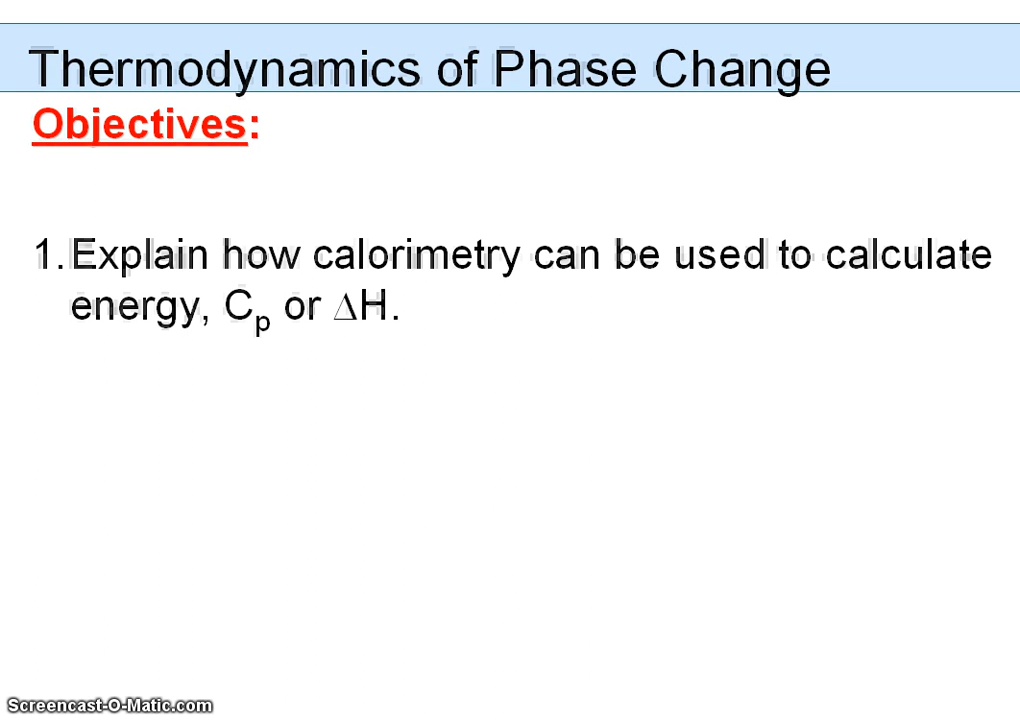 Thermodynamics of Phase Change
Objectives:
1. Explain how calorimetry can be used to calculate
energy, Cp or ΔH.
Screencast-O-Matic.com